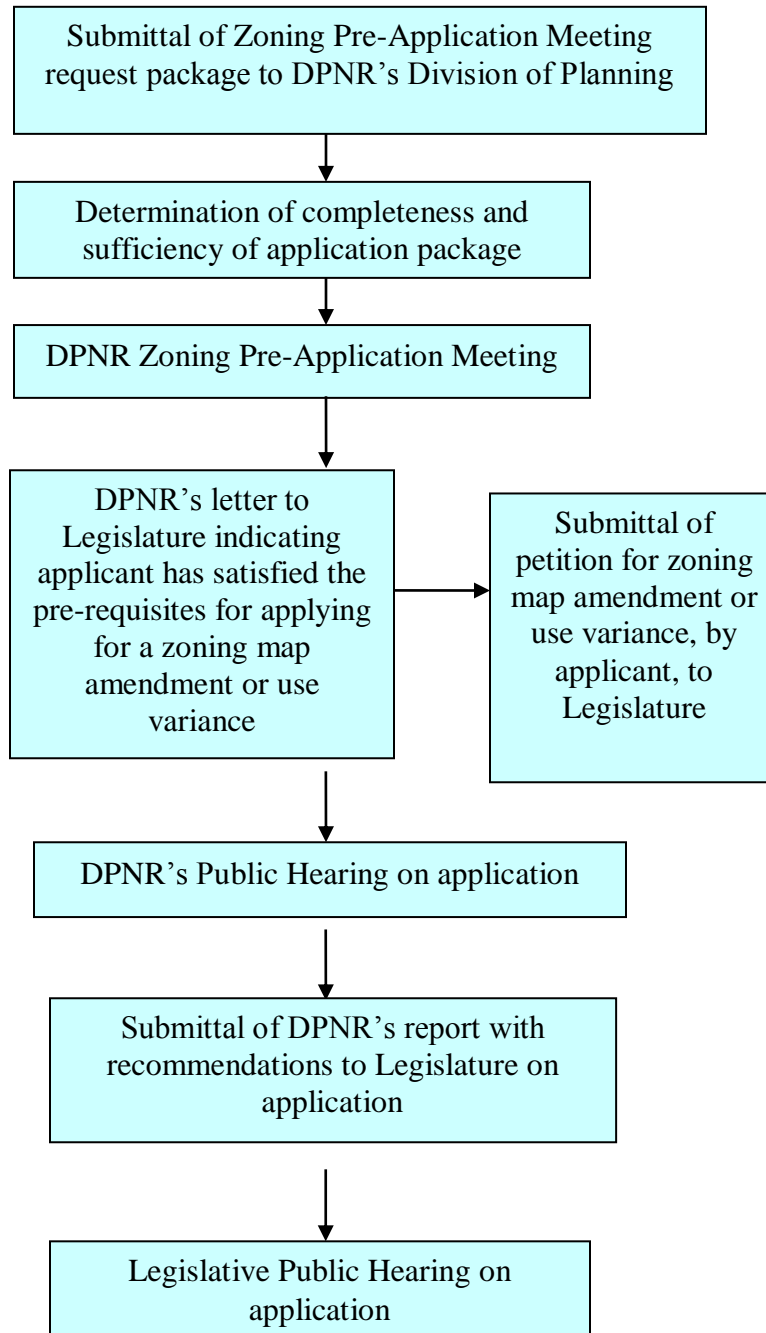 Submittal of Zoning Pre-Application Meeting
request package to DPNR’s Division of Planning
Determination of completeness and
sufficiency of application package
DPNR Zoning Pre-Application Meeting
DPNR’s letter to
Legislature indicating
applicant has satisfied the
pre-requisites for applying
for a zoning map
amendment or use
variance
Submittal of
petition for zoning
map amendment or
use variance, by
applicant, to
Legislature
DPNR’s Public Hearing on application
Submittal of DPNR’s report with
recommendations to Legislature on
application
Legislative Public Hearing on
application